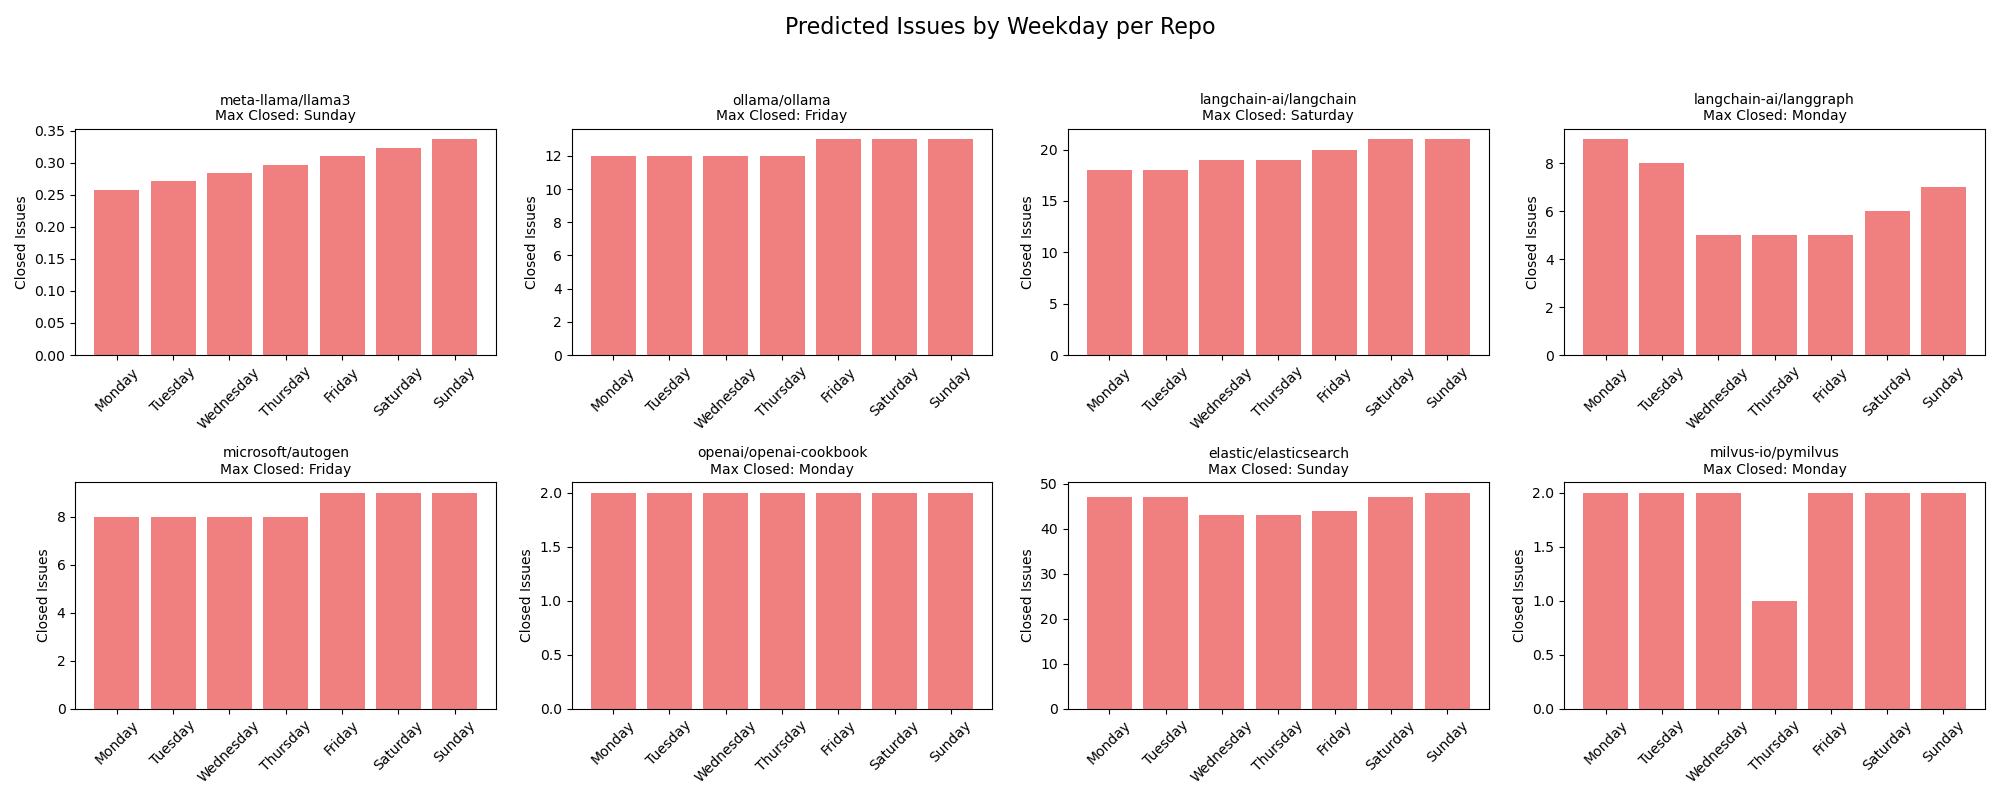 Predicted Issues by Weekday per Repo
meta-llama/llama3
Max Closed: Sunday
Closed Issues
0.35
0.30
0.25
0.20
0.15
0.10
0.05
0.00
Monday
Tuesday
Wednesday
Thursday
Friday
Saturday
Sunday
ollama/ollama
Max Closed: Friday
Closed Issues
12
10
8
6
4
2
0
Monday
Tuesday
Wednesday
Thursday
Friday
Saturday
Sunday
langchain-ai/langchain
Max Closed: Saturday
Closed Issues
20
15
10
5
0
Monday
Tuesday
Wednesday
Thursday
Friday
Saturday
Sunday
langchain-ai/langgraph
Max Closed: Monday
Closed Issues
8
6
4
2
0
Monday
Tuesday
Wednesday
Thursday
Friday
Saturday
Sunday
microsoft/autogen
Max Closed: Friday
Closed Issues
8
6
4
2
0
Monday
Tuesday
Wednesday
Thursday
Friday
Saturday
Sunday
openai/openai-cookbook
Max Closed: Monday
Closed Issues
2.0
1.5
1.0
0.5
0.0
Monday
Tuesday
Wednesday
Thursday
Friday
Saturday
Sunday
elastic/elasticsearch
Max Closed: Sunday
Closed Issues
50
40
30
20
10
0
Monday
Tuesday
Wednesday
Thursday
Friday
Saturday
Sunday
milvus-io/pymilvus
Max Closed: Monday
Closed Issues
2.0
1.5
1.0
0.5
0.0
Monday
Tuesday
Wednesday
Thursday
Friday
Saturday
Sunday